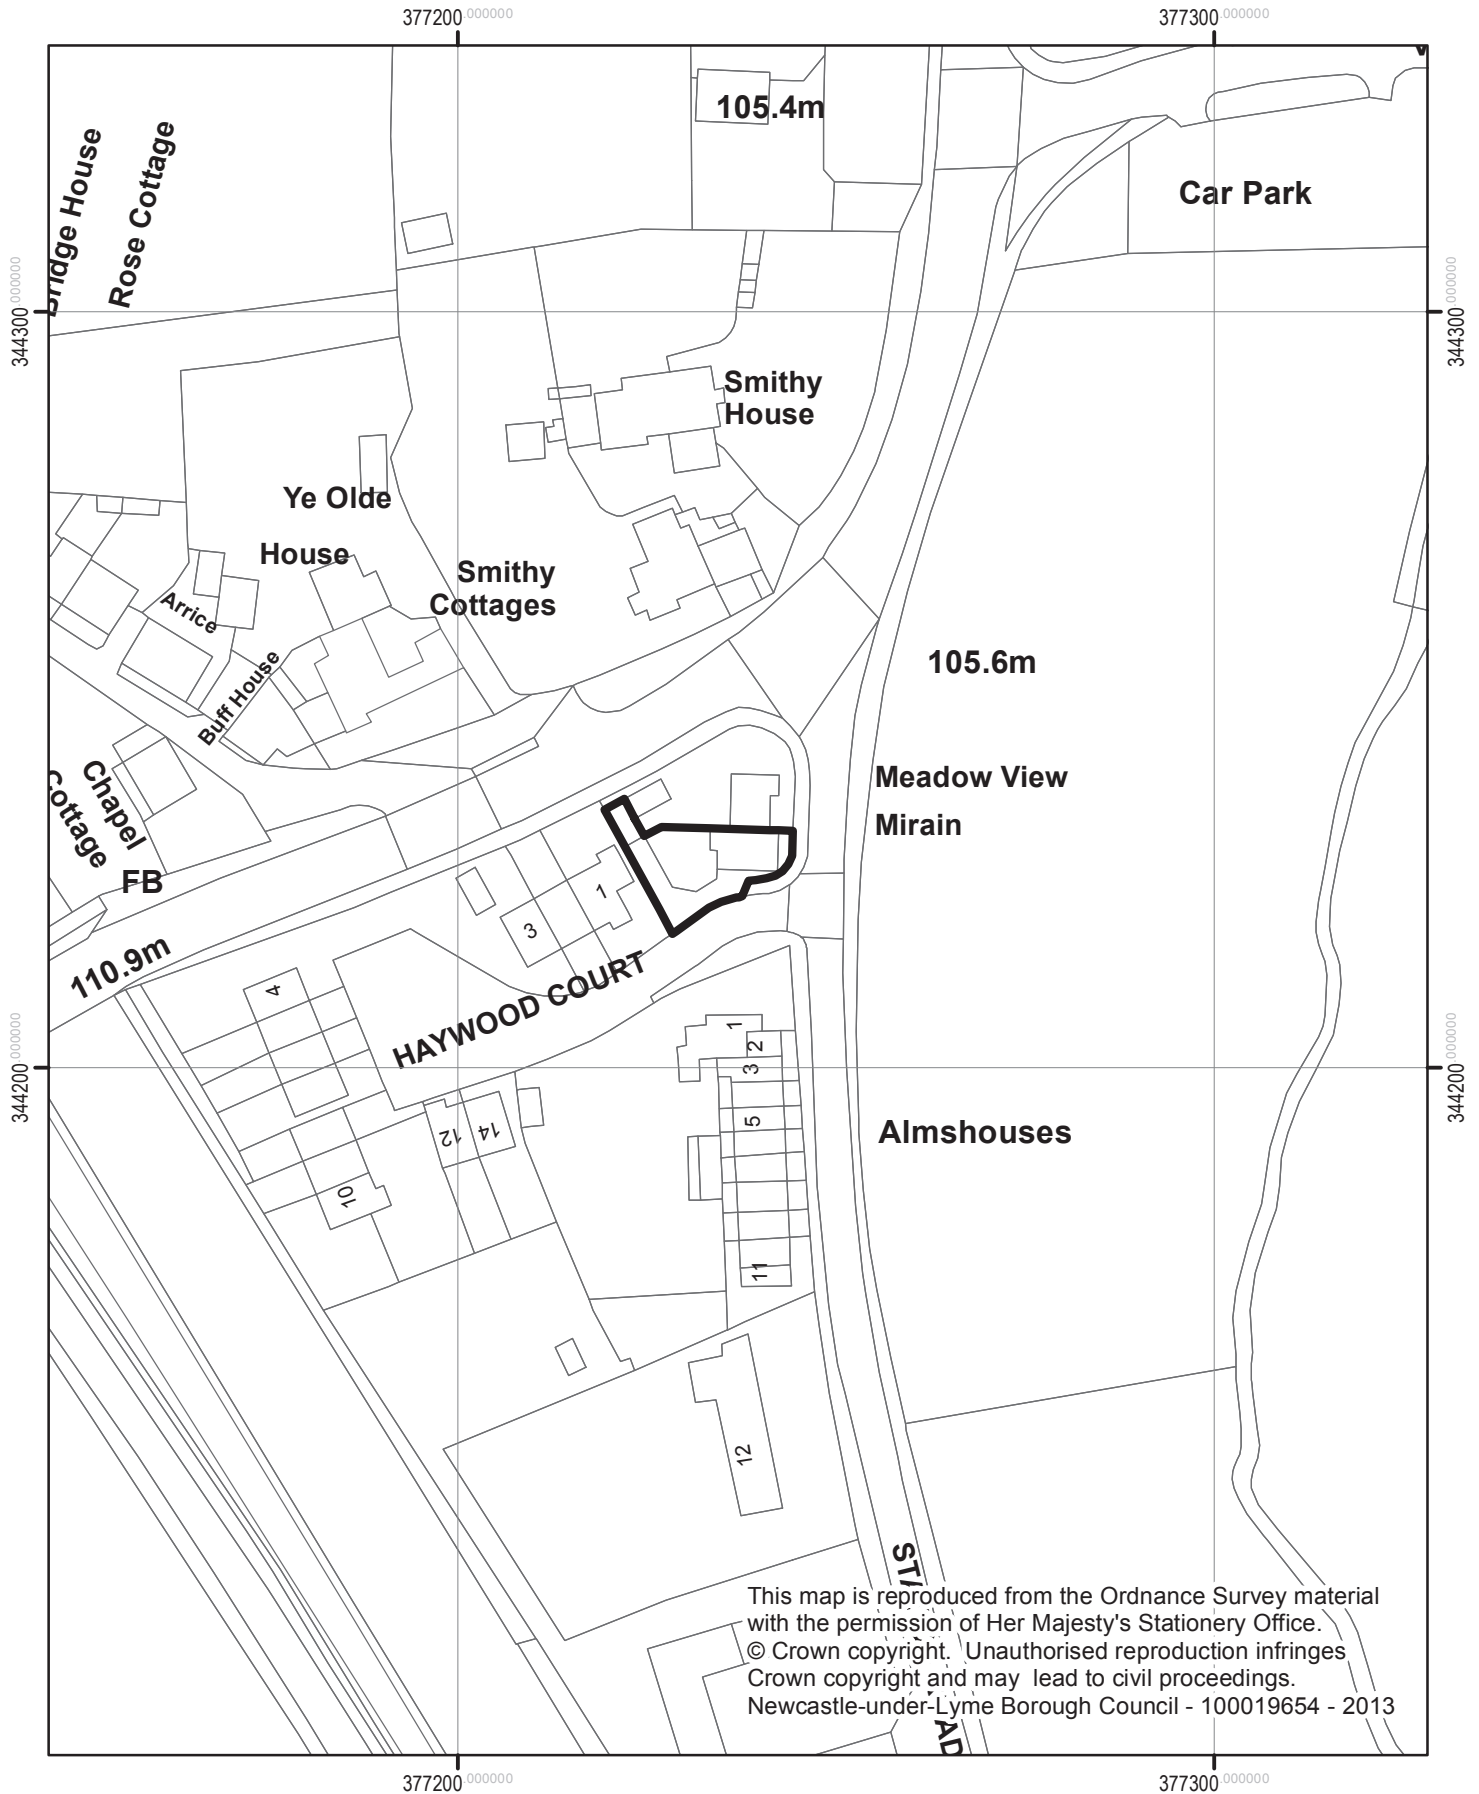 377200.000000
377300.000000
105.4m
Car Park
Bridge House
Rose Cottage
344300.000000
344300.000000
Smithy
House
Ye Olde
House
Smithy
Cottages
Arrice
Buff House
105.6m
Meadow View
Mirain
Chapel
Cottage
FB
1
3
110.9m
HAYWOOD COURT
4
1
2
3
5
344200.000000
344200.000000
Almshouses
12
14
10
11
12
This map is reproduced from the Ordnance Survey material
with the permission of Her Majesty's Stationery Office.
© Crown copyright. Unauthorised reproduction infringes
Crown copyright and may lead to civil proceedings.
Newcastle-under-Lyme Borough Council - 100019654 - 2013
377200.000000
377300.000000